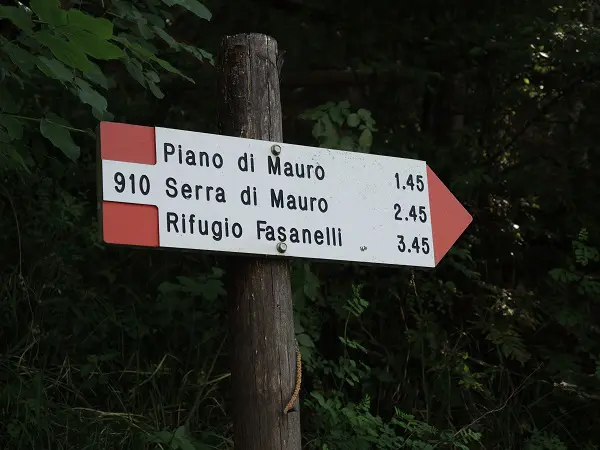 Piano di Mauro 1.45
910 Serra di Mauro 2.45
Rifugio Fasanelli 3.45